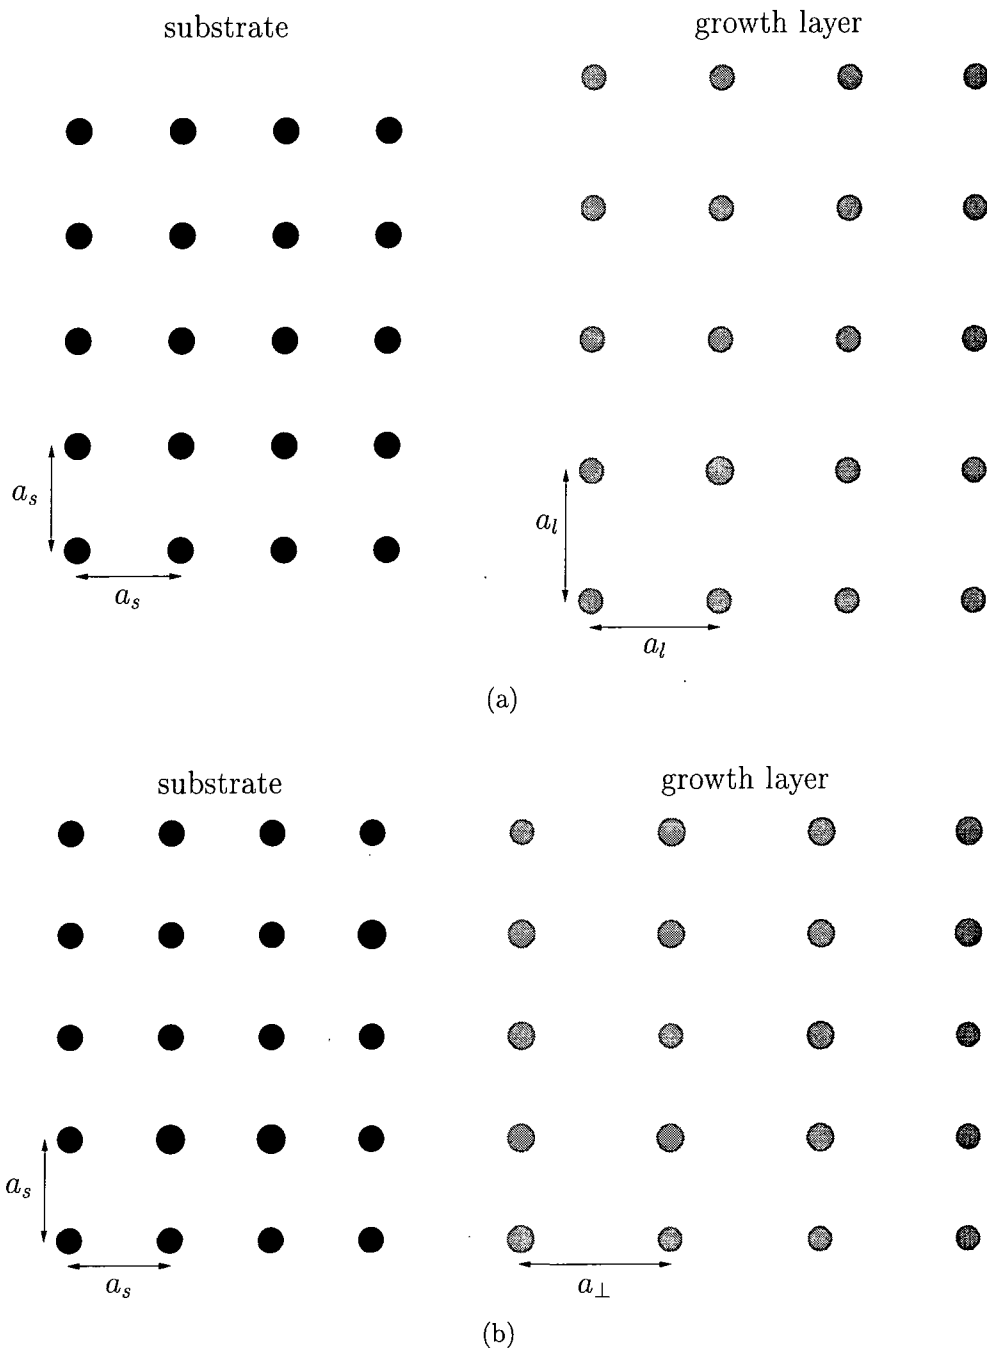 substrate
growth layer
a_s
a_s
a_l
a_l
(a)
substrate
growth layer
a_s
a_s
a_⊥
(b)